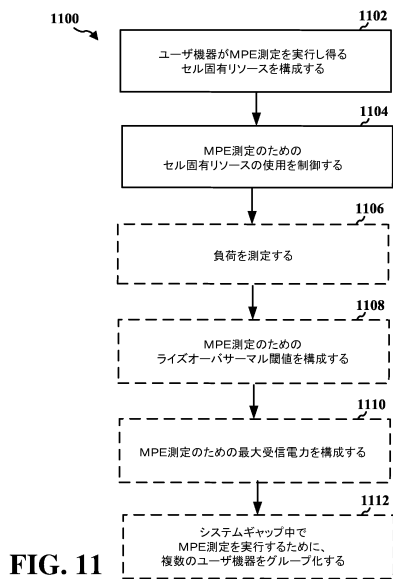 1100
1102
ユーザ機器がMPE測定を実行し得る
セル固有リソースを構成する
1104
MPE測定のための
セル固有リソースの使用を制御する
1106
負荷を測定する
1108
MPE測定のための
ライズオーバサーマル閾値を構成する
1110
MPE測定のための最大受信電力を構成する
1112
システムギャップ中で
MPE測定を実行するために、
複数のユーザ機器をグループ化する
FIG. 11